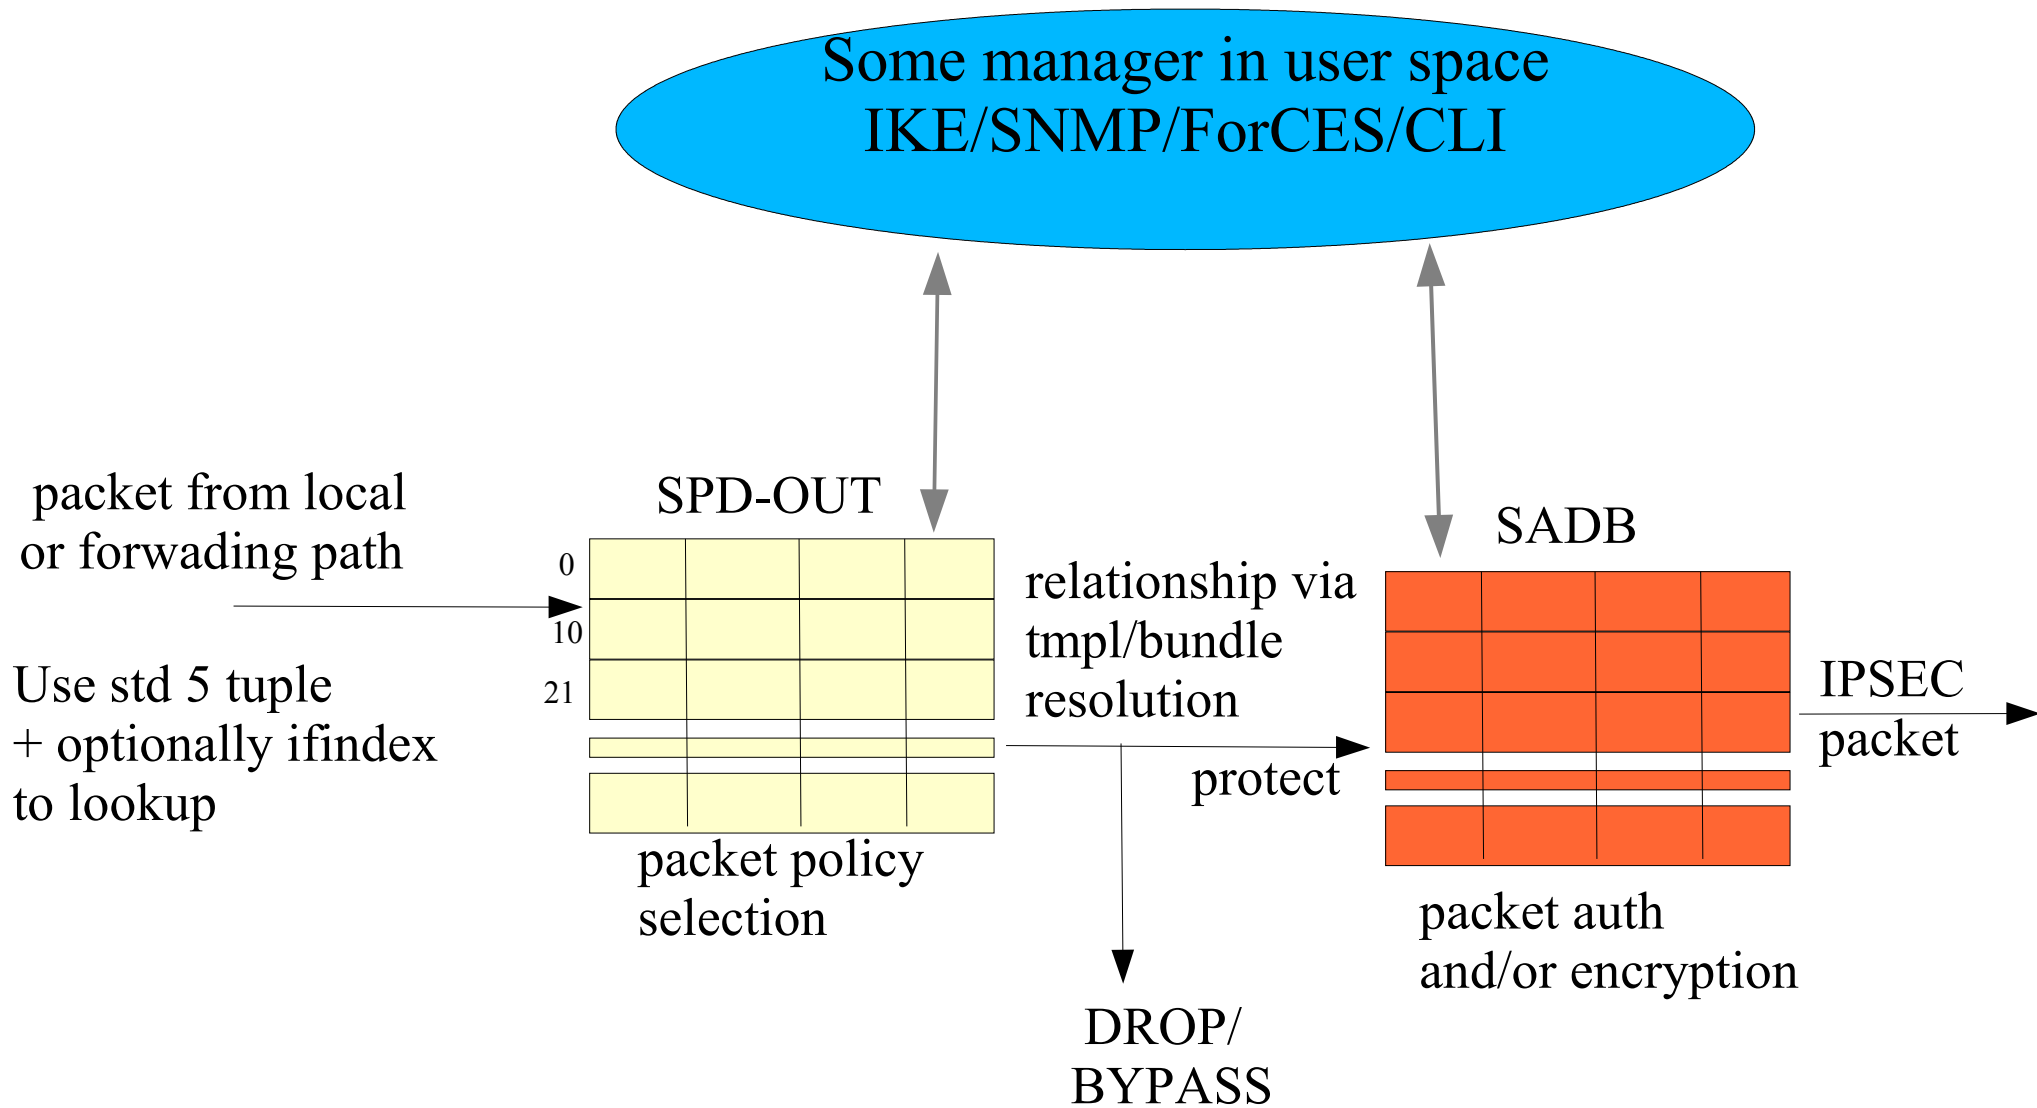 Some manager in user space
IKE/SNMP/ForCES/CLI
packet from local
or forwading path
Use std 5 tuple
+ optionally ifindex
to lookup
SPD-OUT
0
10
21
packet policy
selection
relationship via
tmpl/bundle
resolution
protect
DROP/
BYPASS
SADB
packet auth
and/or encryption
IPSEC
packet